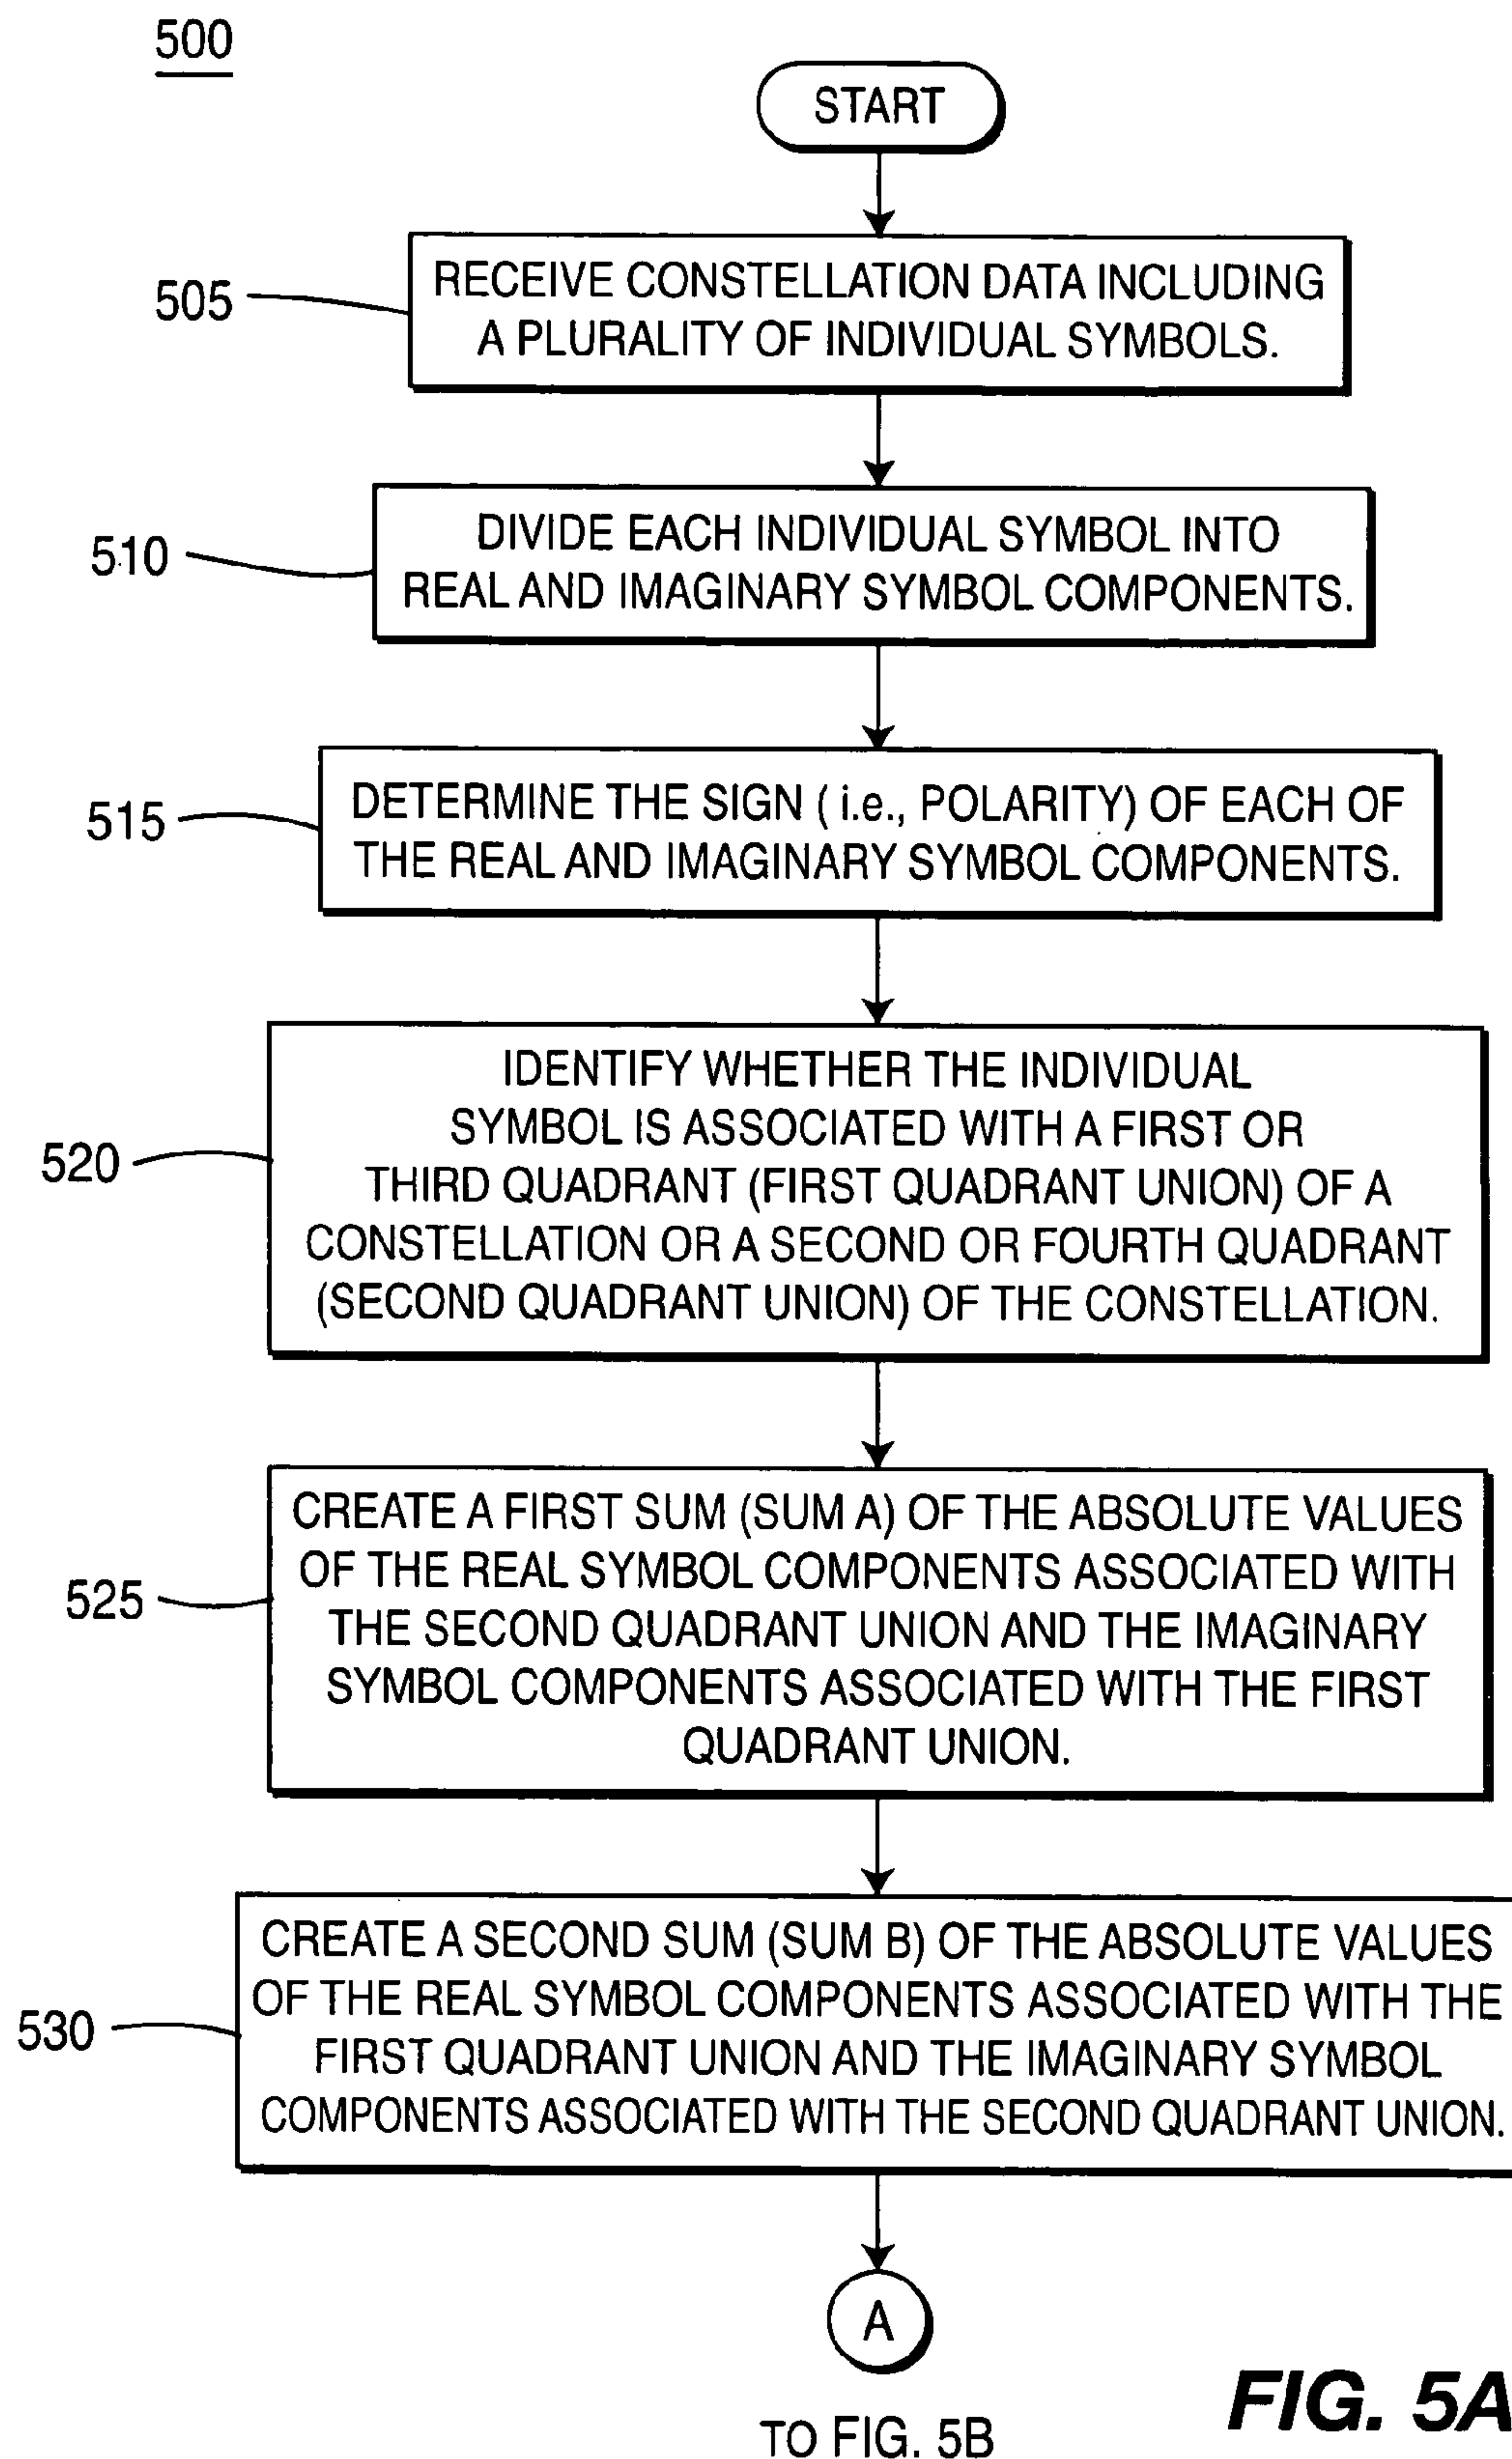 500
START
505
RECEIVE CONSTELLATION DATA INCLUDING
A PLURALITY OF INDIVIDUAL SYMBOLS.
510
DIVIDE EACH INDIVIDUAL SYMBOL INTO
REAL AND IMAGINARY SYMBOL COMPONENTS.
515
DETERMINE THE SIGN ( i.e., POLARITY) OF EACH OF
THE REAL AND IMAGINARY SYMBOL COMPONENTS.
520
IDENTIFY WHETHER THE INDIVIDUAL
SYMBOL IS ASSOCIATED WITH A FIRST OR
THIRD QUADRANT (FIRST QUADRANT UNION) OF A
CONSTELLATION OR A SECOND OR FOURTH QUADRANT
(SECOND QUADRANT UNION) OF THE CONSTELLATION.
525
CREATE A FIRST SUM (SUM A) OF THE ABSOLUTE VALUES
OF THE REAL SYMBOL COMPONENTS ASSOCIATED WITH
THE SECOND QUADRANT UNION AND THE IMAGINARY
SYMBOL COMPONENTS ASSOCIATED WITH THE FIRST
QUADRANT UNION.
530
CREATE A SECOND SUM (SUM B) OF THE ABSOLUTE VALUES
OF THE REAL SYMBOL COMPONENTS ASSOCIATED WITH THE
FIRST QUADRANT UNION AND THE IMAGINARY SYMBOL
COMPONENTS ASSOCIATED WITH THE SECOND QUADRANT UNION.
A
TO FIG. 5B
FIG. 5A